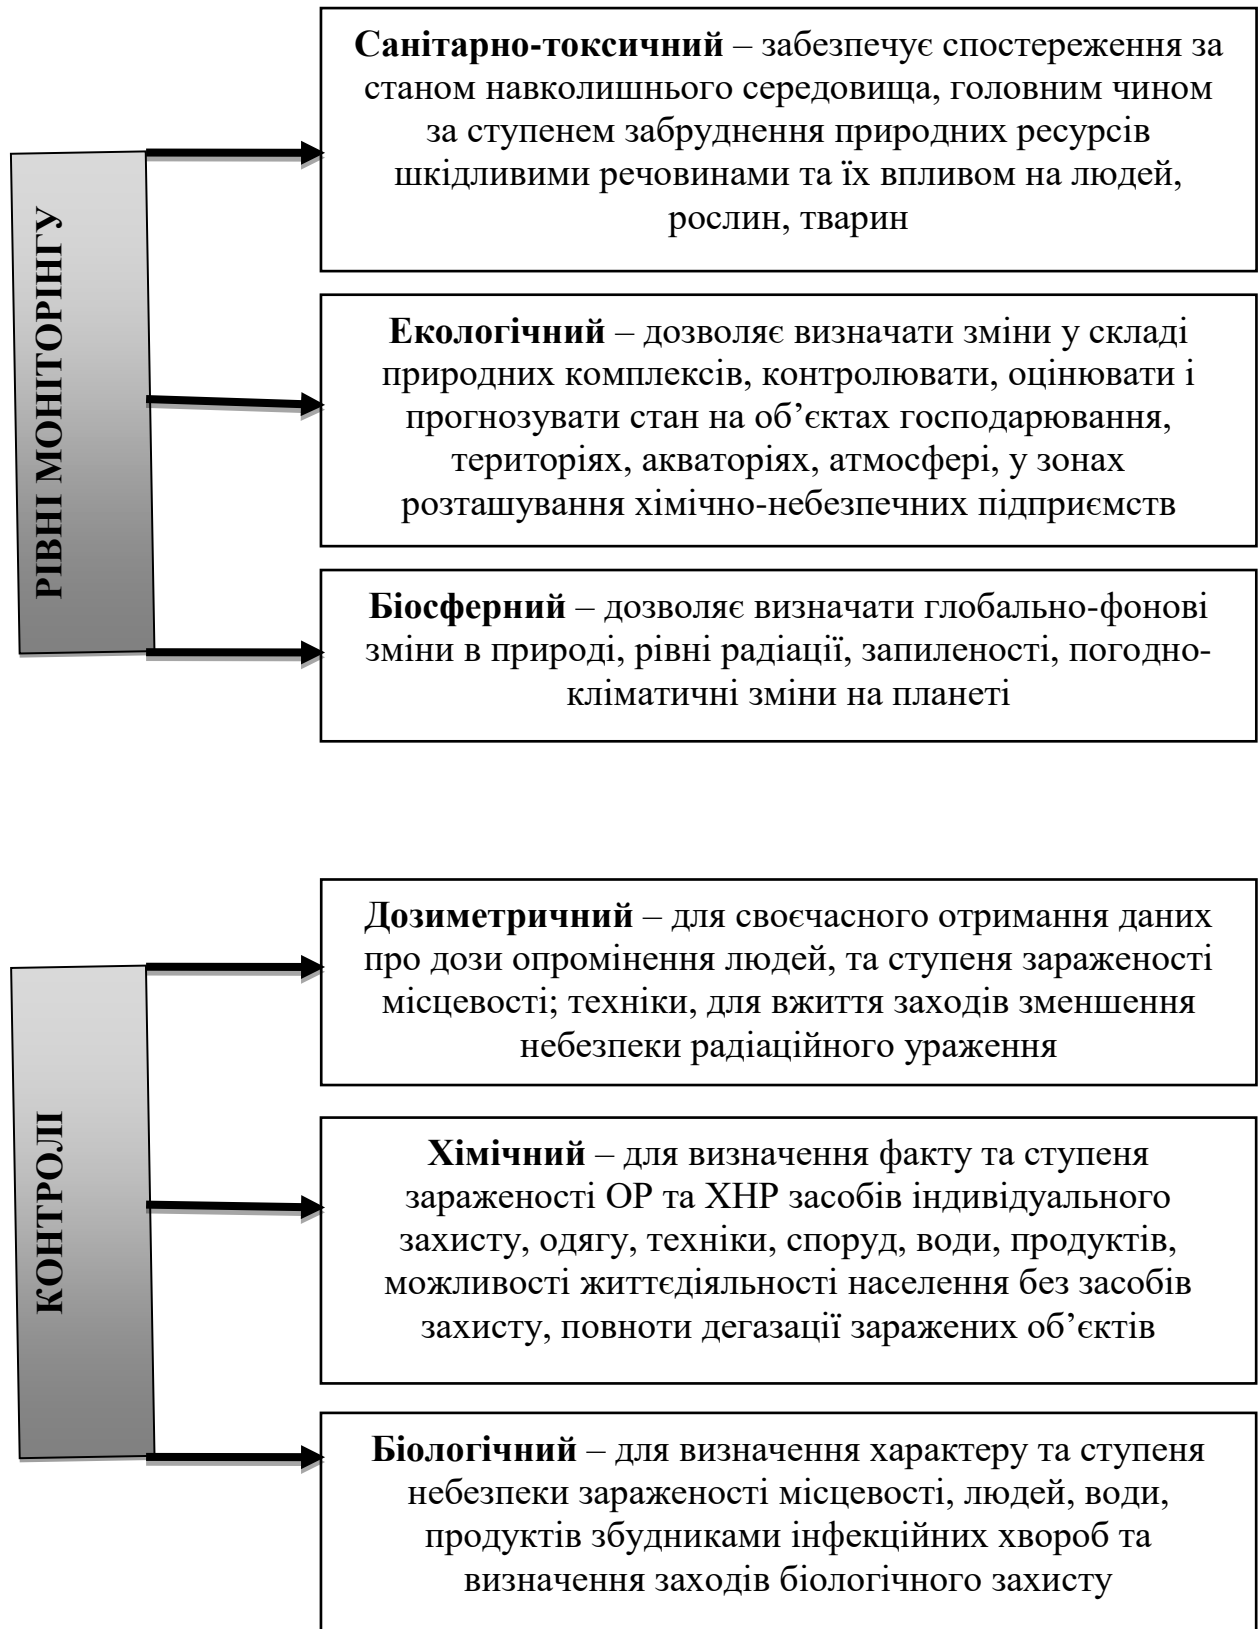 РІВНІ МОНІТОРІНГУ
Санітарно-токсичний – забезпечує спостереження за
станом навколишнього середовища, головним чином
за ступенем забруднення природних ресурсів
шкідливими речовинами та їх впливом на людей,
рослин, тварин
Екологічний – дозволяє визначати зміни у складі
природних комплексів, контролювати, оцінювати і
прогнозувати стан на об’єктах господарювання,
територіях, акваторіях, атмосфері, у зонах
розташування хімічно-небезпечних підприємств
Біосферний – дозволяє визначати глобально-фонові
зміни в природі, рівні радіації, запиленості, погодно-
кліматичні зміни на планеті
КОНТРОЛІ
Дозиметричний – для своєчасного отримання даних
про дози опромінення людей, та ступеня зараженості
місцевості; техніки, для вжиття заходів зменшення
небезпеки радіаційного ураження
Хімічний – для визначення факту та ступеня
зараженості ОР та ХНР засобів індивідуального
захисту, одягу, техніки, споруд, води, продуктів,
можливості життєдіяльності населення без засобів
захисту, повноти дегазації заражених об’єктів
Біологічний – для визначення характеру та ступеня
небезпеки зараженості місцевості, людей, води,
продуктів збудниками інфекційних хвороб та
визначення заходів біологічного захисту